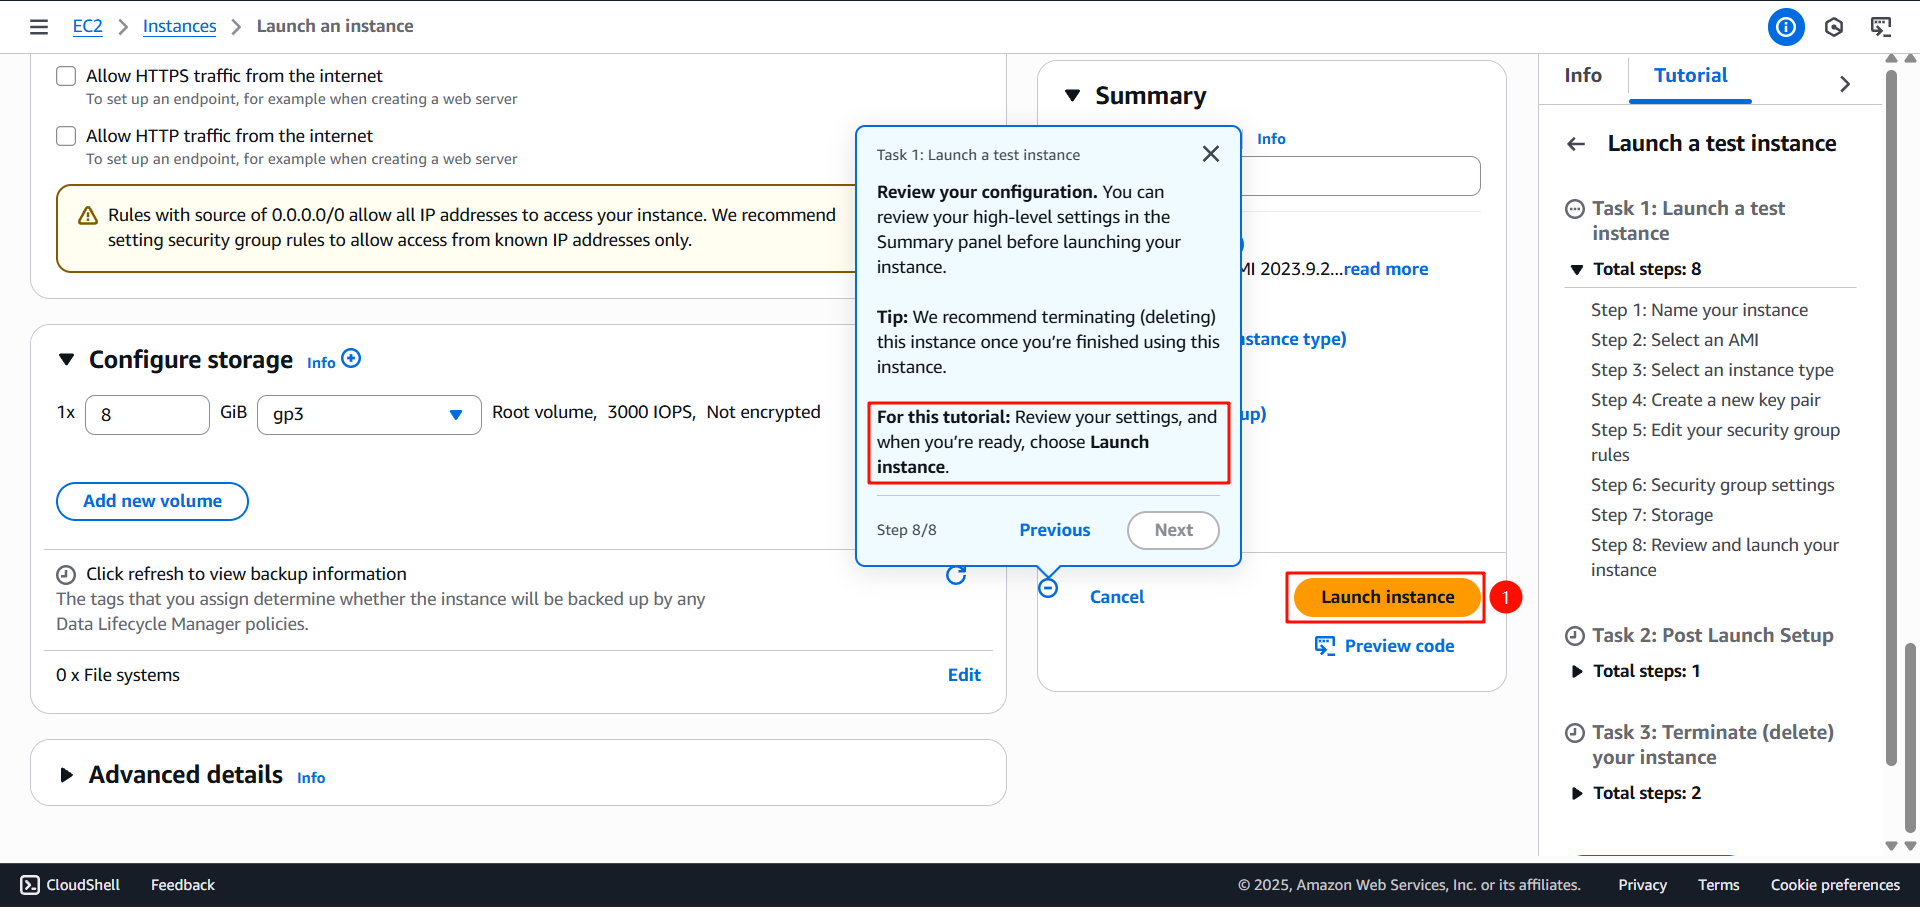 EC2 > Instances > Launch an instance
Allow HTTPS traffic from the internet
To set up an endpoint, for example when creating a web server
Allow HTTP traffic from the internet
To set up an endpoint, for example when creating a web server
Rules with source of 0.0.0.0/0 allow all IP addresses to access your instance. We recommend
setting security group rules to allow access from known IP addresses only.
Configure storage Info
1x 8 GiB gp3 Root volume, 3000 IOPS, Not encrypted
Add new volume
Click refresh to view backup information
The tags that you assign determine whether the instance will be backed up by any
Data Lifecycle Manager policies.
0 x File systems Edit
Advanced details Info
Summary
Info
MI 2023.9.2...read more
nstance type)
up)
Task 1: Launch a test instance
Review your configuration. You can
review your high-level settings in the
Summary panel before launching your
instance.
Tip: We recommend terminating (deleting)
this instance once you’re finished using this
instance.
For this tutorial: Review your settings, and
when you’re ready, choose Launch
instance.
Step 8/8 Previous Next
Cancel Launch instance 1
Preview code
Info Tutorial
Launch a test instance
Task 1: Launch a test
instance
Total steps: 8
Step 1: Name your instance
Step 2: Select an AMI
Step 3: Select an instance type
Step 4: Create a new key pair
Step 5: Edit your security group
rules
Step 6: Security group settings
Step 7: Storage
Step 8: Review and launch your
instance
Task 2: Post Launch Setup
Total steps: 1
Task 3: Terminate (delete)
your instance
Total steps: 2
CloudShell Feedback © 2025, Amazon Web Services, Inc. or its affiliates. Privacy Terms Cookie preferences